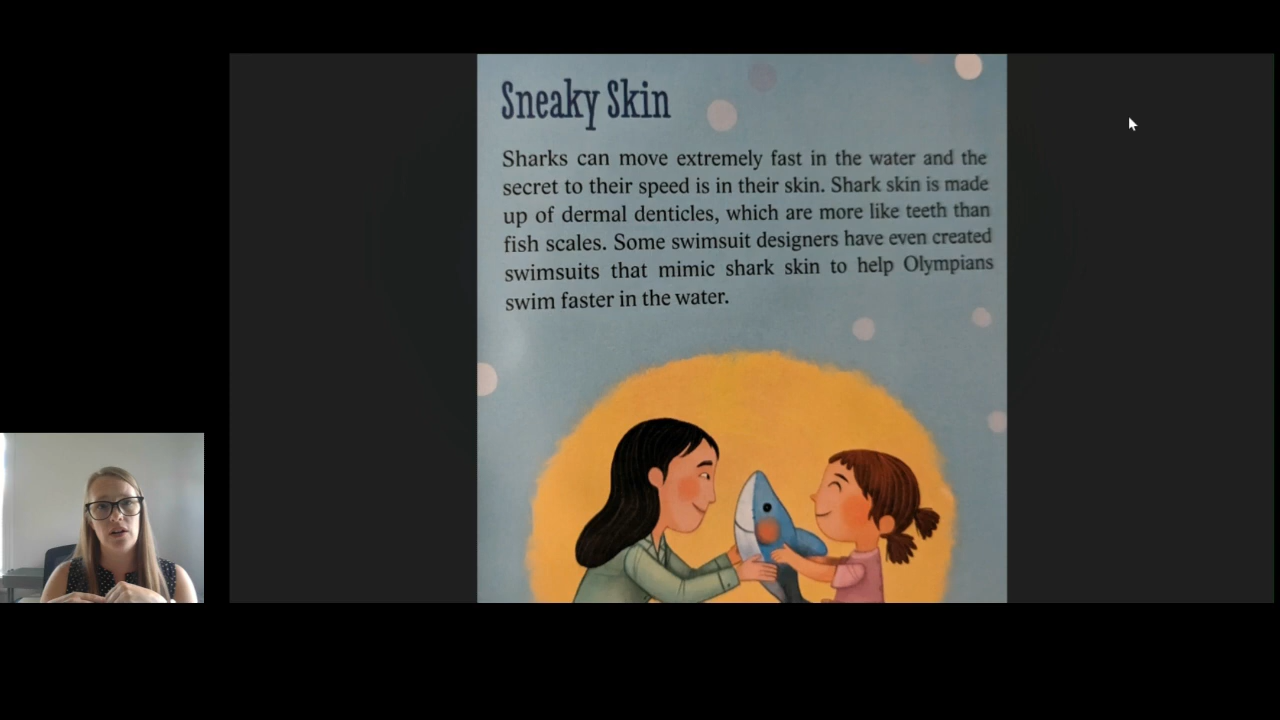 Sneaky Skin
Sharks can move extremely fast in the water and the
secret to their speed is in their skin. Shark skin is made
up of dermal denticles, which are more like teeth than
fish scales. Some swimsuit designers have even created
swimsuits that mimic shark skin to help Olympians
swim faster in the water.